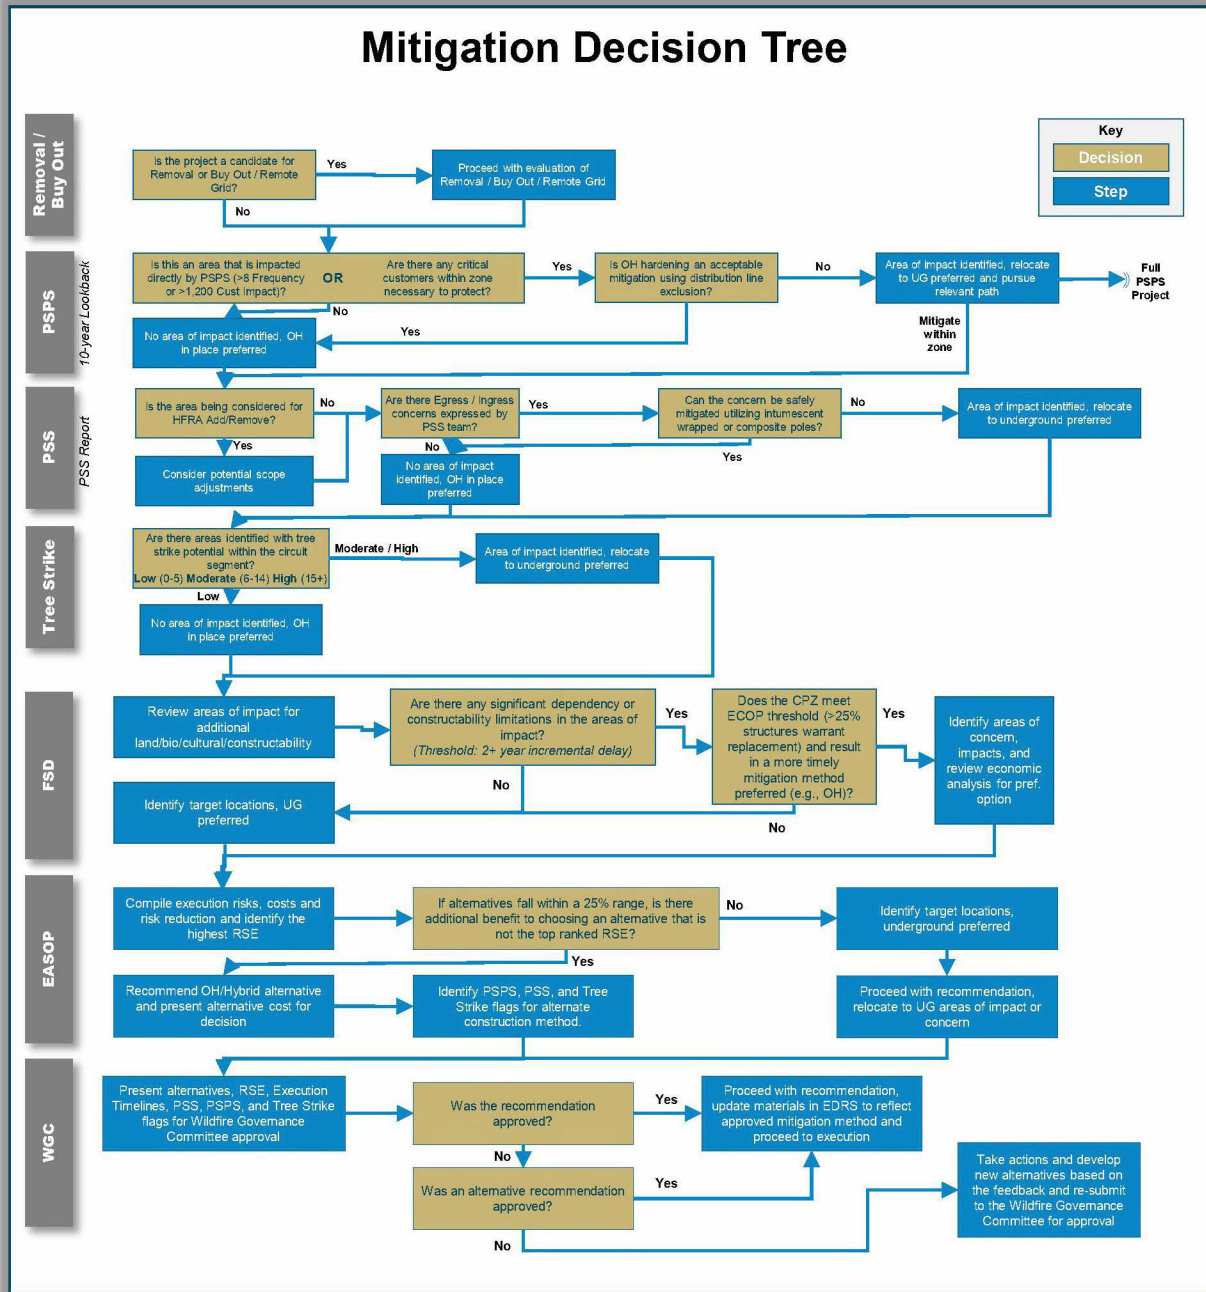 Mitigation Decision Tree
Key
Decision
Step
Removal /
Buy Out
Is the project a candidate for
Removal or Buy Out / Remote
Grid?
Yes
Proceed with evaluation of
Removal / Buy Out / Remote Grid
No
PSPS
10-year Lookback
Is this an area that is impacted
directly by PSPS (>8 Frequency
or >1,200 Cust Impact)?
OR
Are there any critical
customers within zone
necessary to protect?
Yes
Is OH hardening an acceptable
mitigation using distribution line
exclusion?
No
Area of impact identified, relocate
to UG preferred and pursue
relevant path
Full
PSPS
Project
No
No area of impact identified, OH
in place preferred
Yes
Mitigate
within
zone
PSS
PSS Report
Is the area being considered for
HFRA Add/Remove?
No
Are there Egress / Ingress
concerns expressed by
PSS team?
Yes
Can the concern be safely
mitigated utilizing intumescent
wrapped or composite poles?
No
Area of impact identified, relocate
to underground preferred
Yes
Consider potential scope
adjustments
No
No area of impact
identified, OH in place
preferred
Yes
Tree Strike
Are there areas identified with tree
strike potential within the circuit
segment?
Low (0-5) Moderate (6-14) High (15+)
Moderate / High
Area of impact identified, relocate
to underground preferred
Low
No area of impact identified, OH
in place preferred
FSD
Review areas of impact for
additional
land/bio/cultural/constructability
Are there any significant dependency or
constructability limitations in the areas of
impact?
(Threshold: 2+ year incremental delay)
Yes
Does the CPZ meet
ECOP threshold (>25%
structures warrant
replacement) and result
in a more timely
mitigation method
preferred (e.g., OH)?
Yes
Identify areas of
concern,
impacts, and
review economic
analysis for pref.
option
No
Identify target locations, UG
preferred
No
EASOP
Compile execution risks, costs and
risk reduction and identify the
highest RSE
If alternatives fall within a 25% range, is there
additional benefit to choosing an alternative that is
not the top ranked RSE?
No
Identify target locations,
underground preferred
Yes
Recommend OH/Hybrid alternative
and present alternative cost for
decision
Identify PSPS, PSS, and Tree
Strike flags for alternate
construction method.
Proceed with recommendation,
relocate to UG areas of impact or
concern
WGC
Present alternatives, RSE, Execution
Timelines, PSS, PSPS, and Tree Strike
flags for Wildfire Governance
Committee approval
Was the recommendation
approved?
Yes
Proceed with recommendation,
update materials in EDRS to reflect
approved mitigation method and
proceed to execution
No
Was an alternative recommendation
approved?
Yes
Take actions and develop
new alternatives based on
the feedback and re-submit
to the Wildfire Governance
Committee for approval
No